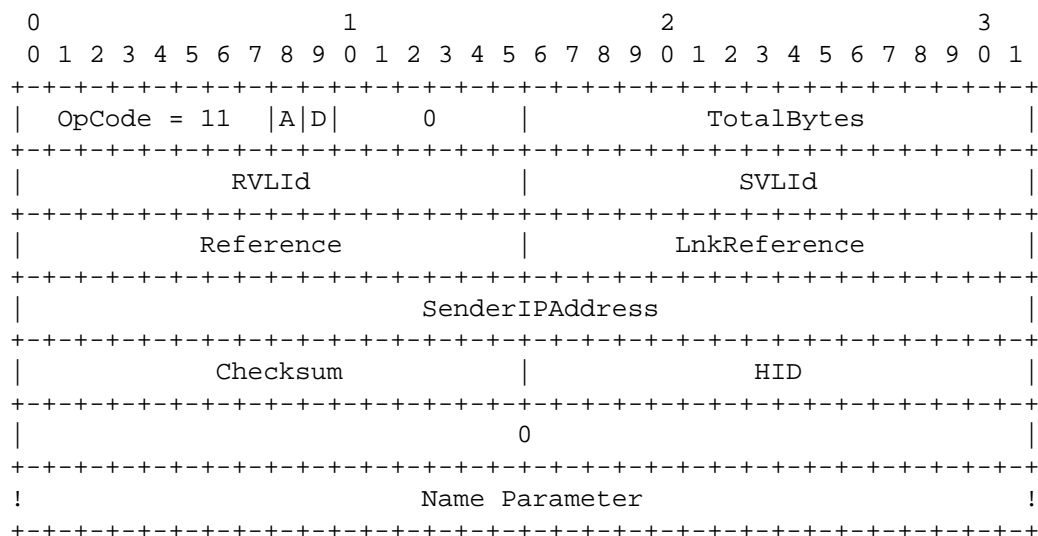 0                   1                   2                   3
 0 1 2 3 4 5 6 7 8 9 0 1 2 3 4 5 6 7 8 9 0 1 2 3 4 5 6 7 8 9 0 1
+-+-+-+-+-+-+-+-+-+-+-+-+-+-+-+-+-+-+-+-+-+-+-+-+-+-+-+-+-+-+-+-+
|  OpCode = 11  |A|D|     0     |           TotalBytes          |
+-+-+-+-+-+-+-+-+-+-+-+-+-+-+-+-+-+-+-+-+-+-+-+-+-+-+-+-+-+-+-+-+
|             RVLId             |             SVLId             |
+-+-+-+-+-+-+-+-+-+-+-+-+-+-+-+-+-+-+-+-+-+-+-+-+-+-+-+-+-+-+-+-+
|           Reference           |         LnkReference          |
+-+-+-+-+-+-+-+-+-+-+-+-+-+-+-+-+-+-+-+-+-+-+-+-+-+-+-+-+-+-+-+-+
|                         SenderIPAddress                       |
+-+-+-+-+-+-+-+-+-+-+-+-+-+-+-+-+-+-+-+-+-+-+-+-+-+-+-+-+-+-+-+-+
|            Checksum           |              HID              |
+-+-+-+-+-+-+-+-+-+-+-+-+-+-+-+-+-+-+-+-+-+-+-+-+-+-+-+-+-+-+-+-+
|                               0                               |
+-+-+-+-+-+-+-+-+-+-+-+-+-+-+-+-+-+-+-+-+-+-+-+-+-+-+-+-+-+-+-+-+
!                         Name Parameter                        !
+-+-+-+-+-+-+-+-+-+-+-+-+-+-+-+-+-+-+-+-+-+-+-+-+-+-+-+-+-+-+-+-+